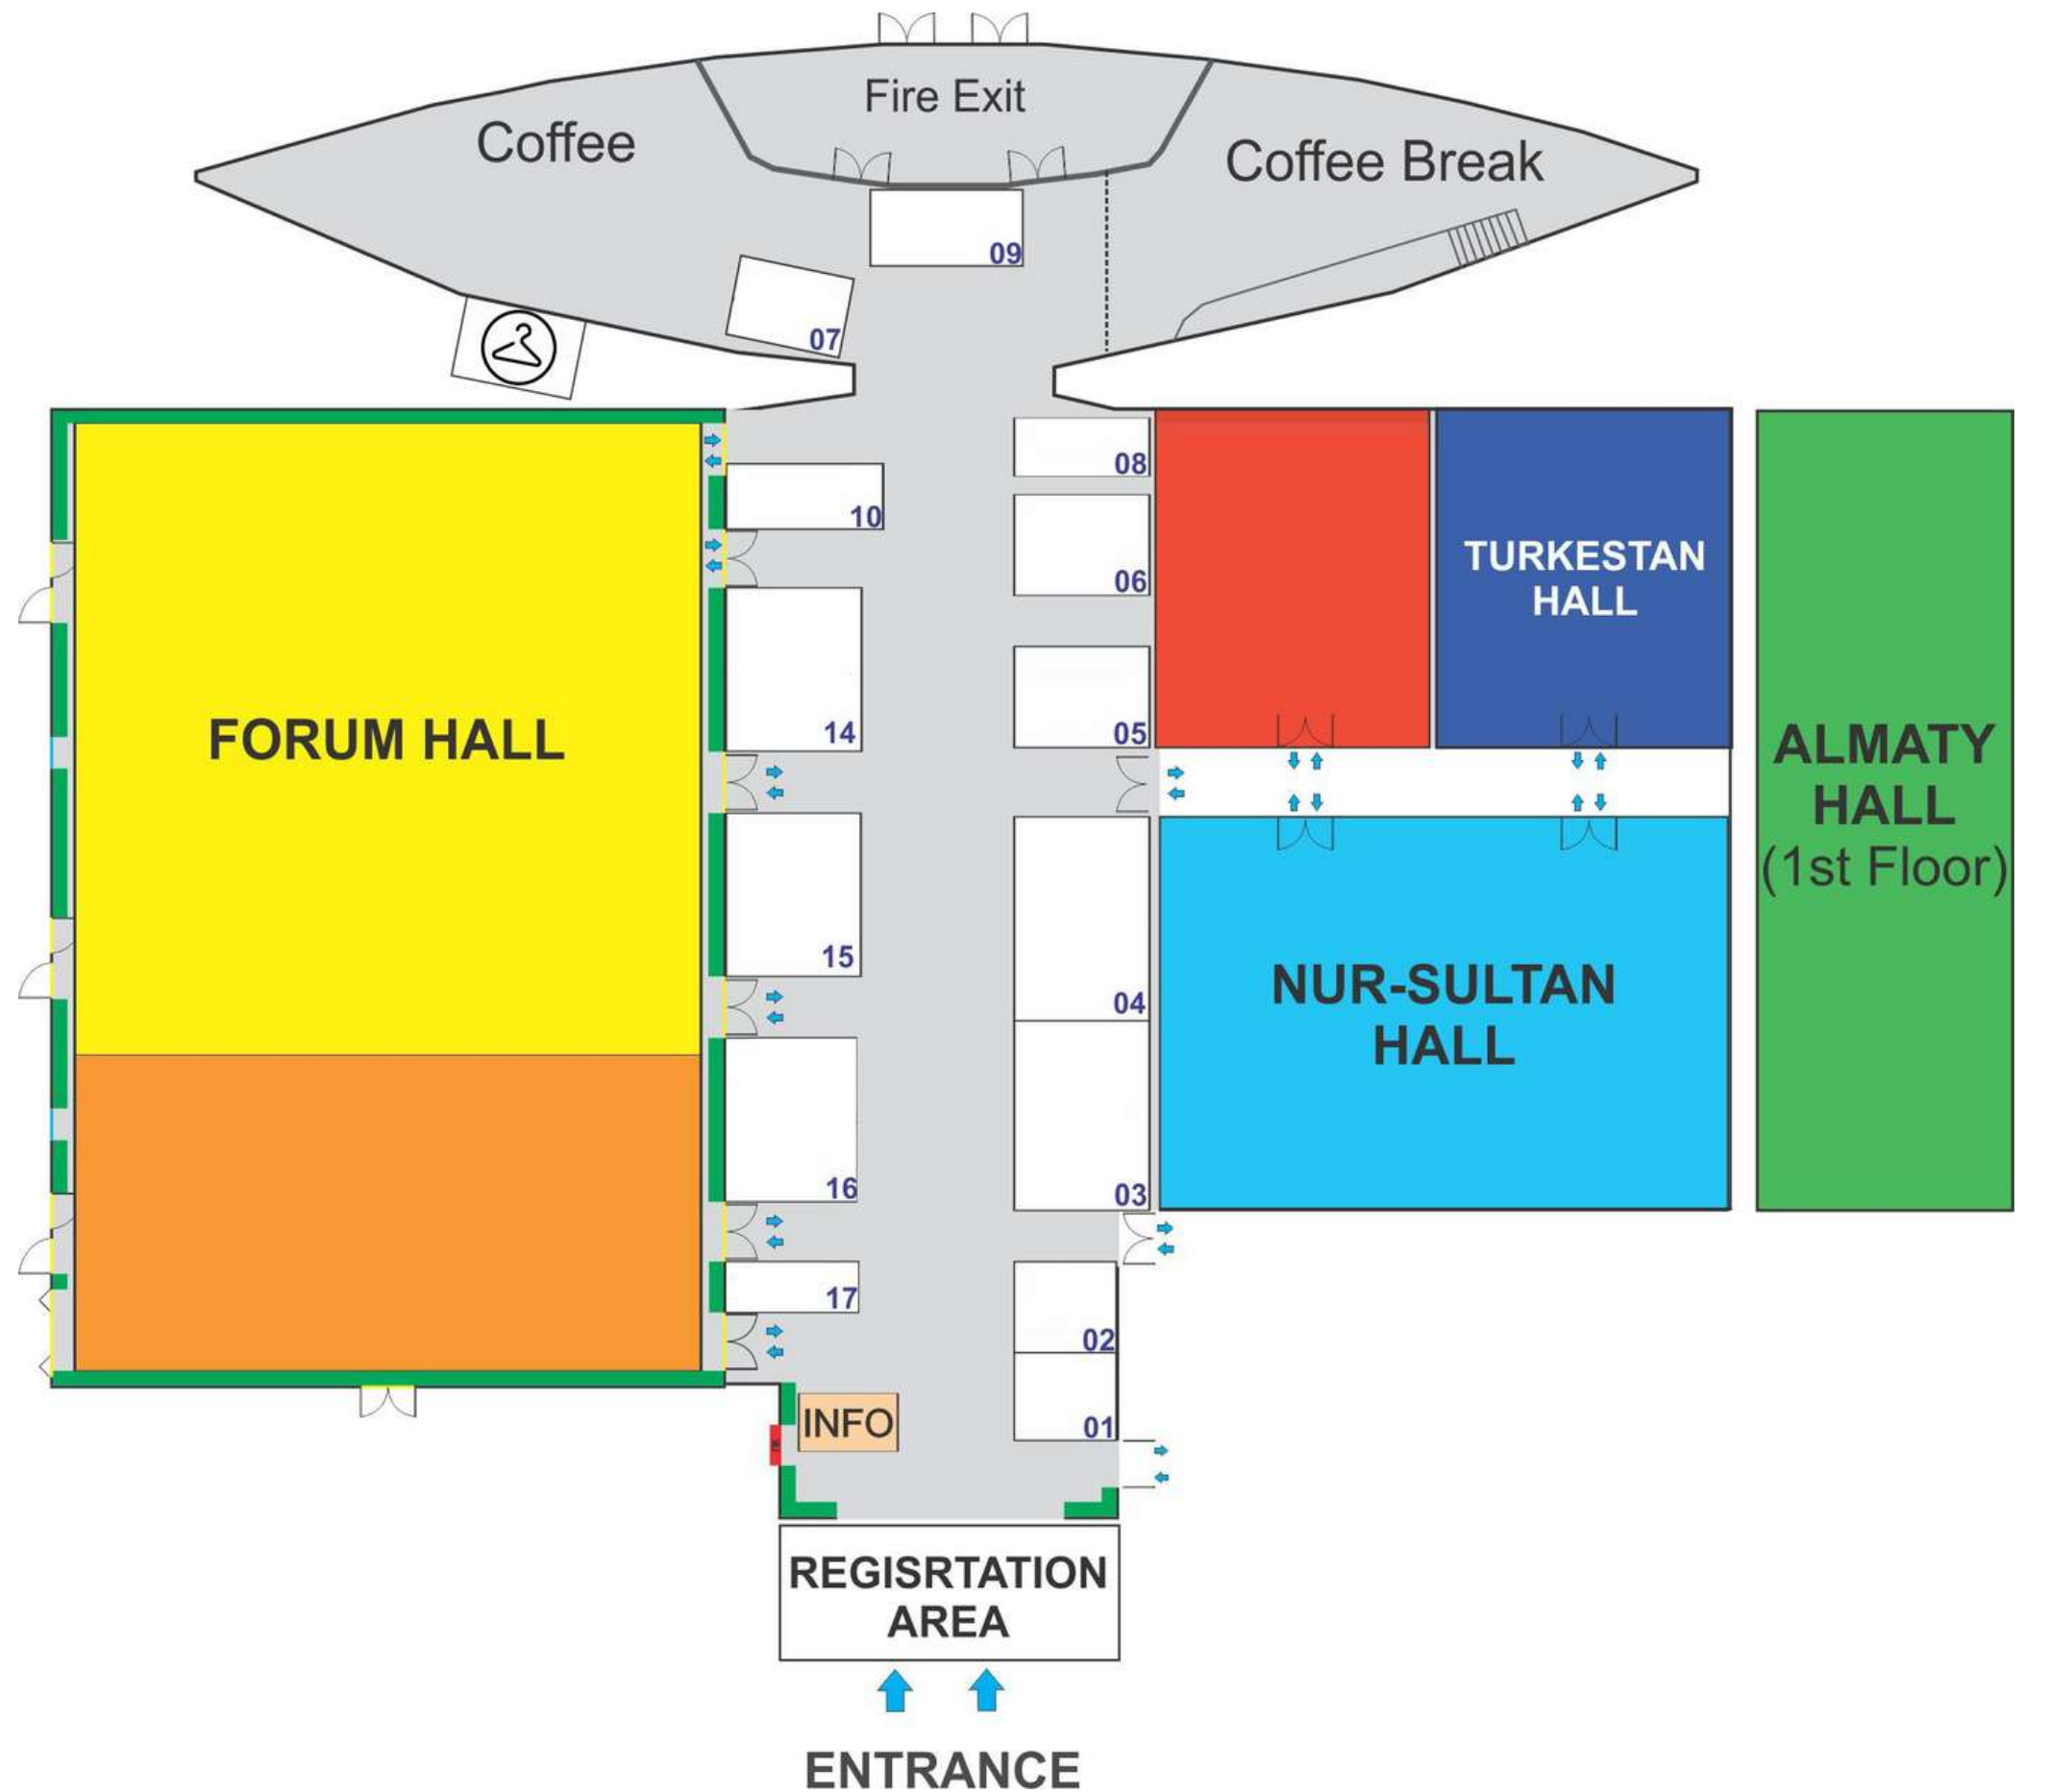 Fire Exit
Coffee
Coffee Break
09
07
08
10
06
TURKESTAN
HALL
14
05
FORUM HALL
ALMATY
HALL
(1st Floor)
15
04
NUR-SULTAN
HALL
16
03
17
02
INFO
01
REGISRTATION
AREA
ENTRANCE